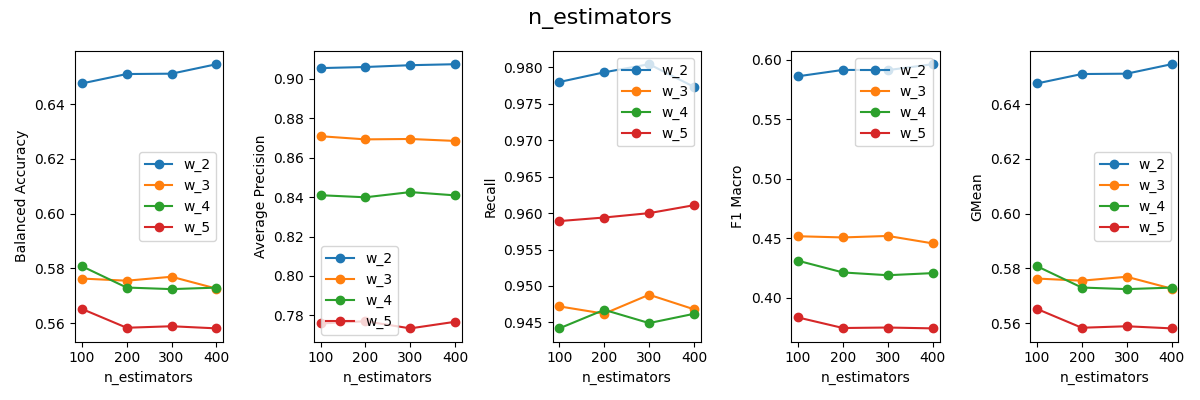 n_estimators
Balanced Accuracy
0.64
0.62
0.60
0.58
0.56
w_2
w_3
w_4
w_5
100 200 300 400
n_estimators
Average Precision
0.90
0.88
0.86
0.84
0.82
0.80
0.78
w_2
w_3
w_4
w_5
100 200 300 400
n_estimators
Recall
0.980
0.975
0.970
0.965
0.960
0.955
0.950
0.945
w_2
w_3
w_4
w_5
100 200 300 400
n_estimators
F1 Macro
0.60
0.55
0.50
0.45
0.40
w_2
w_3
w_4
w_5
100 200 300 400
n_estimators
GMean
0.64
0.62
0.60
0.58
0.56
w_2
w_3
w_4
w_5
100 200 300 400
n_estimators